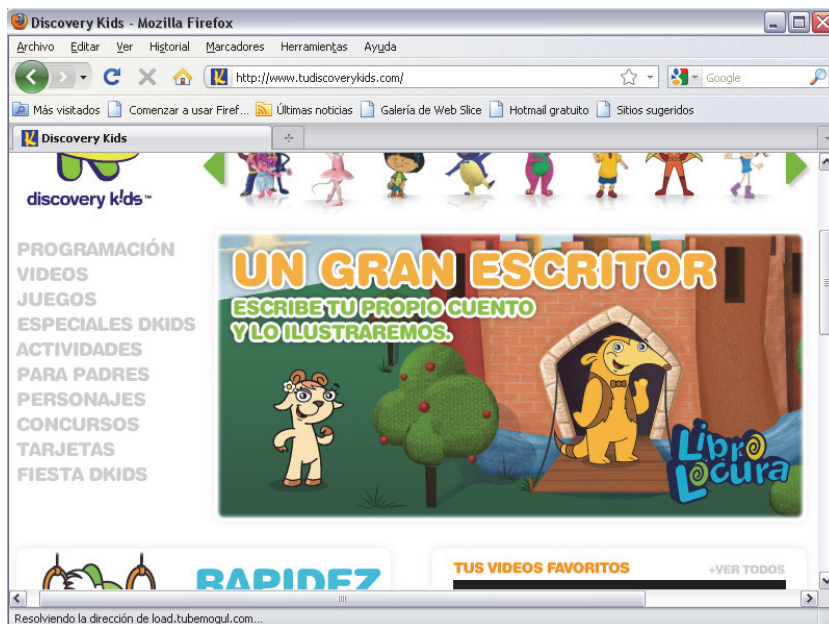 Discovery Kids - Mozilla Firefox
Archivo Editar Ver Historial Marcadores Herramientas Ayuda
http://www.tudiscoverykids.com/ Google
Más visitados Comenzar a usar Firef... Últimas noticias Galería de Web Slice Hotmail gratuito Sitios sugeridos
Discovery Kids
discovery k!ds™
PROGRAMACIÓN
VIDEOS
JUEGOS
ESPECIALES DKIDS
ACTIVIDADES
PARA PADRES
PERSONAJES
CONCURSOS
TARJETAS
FIESTA DKIDS
UN GRAN ESCRITOR
ESCRIBE TU PROPIO CUENTO
Y LO ILUSTRAREMOS.
Libro
Locura
RAPIDEZ
TUS VIDEOS FAVORITOS +VER TODOS
Resolviendo la dirección de load.tubemogul.com...